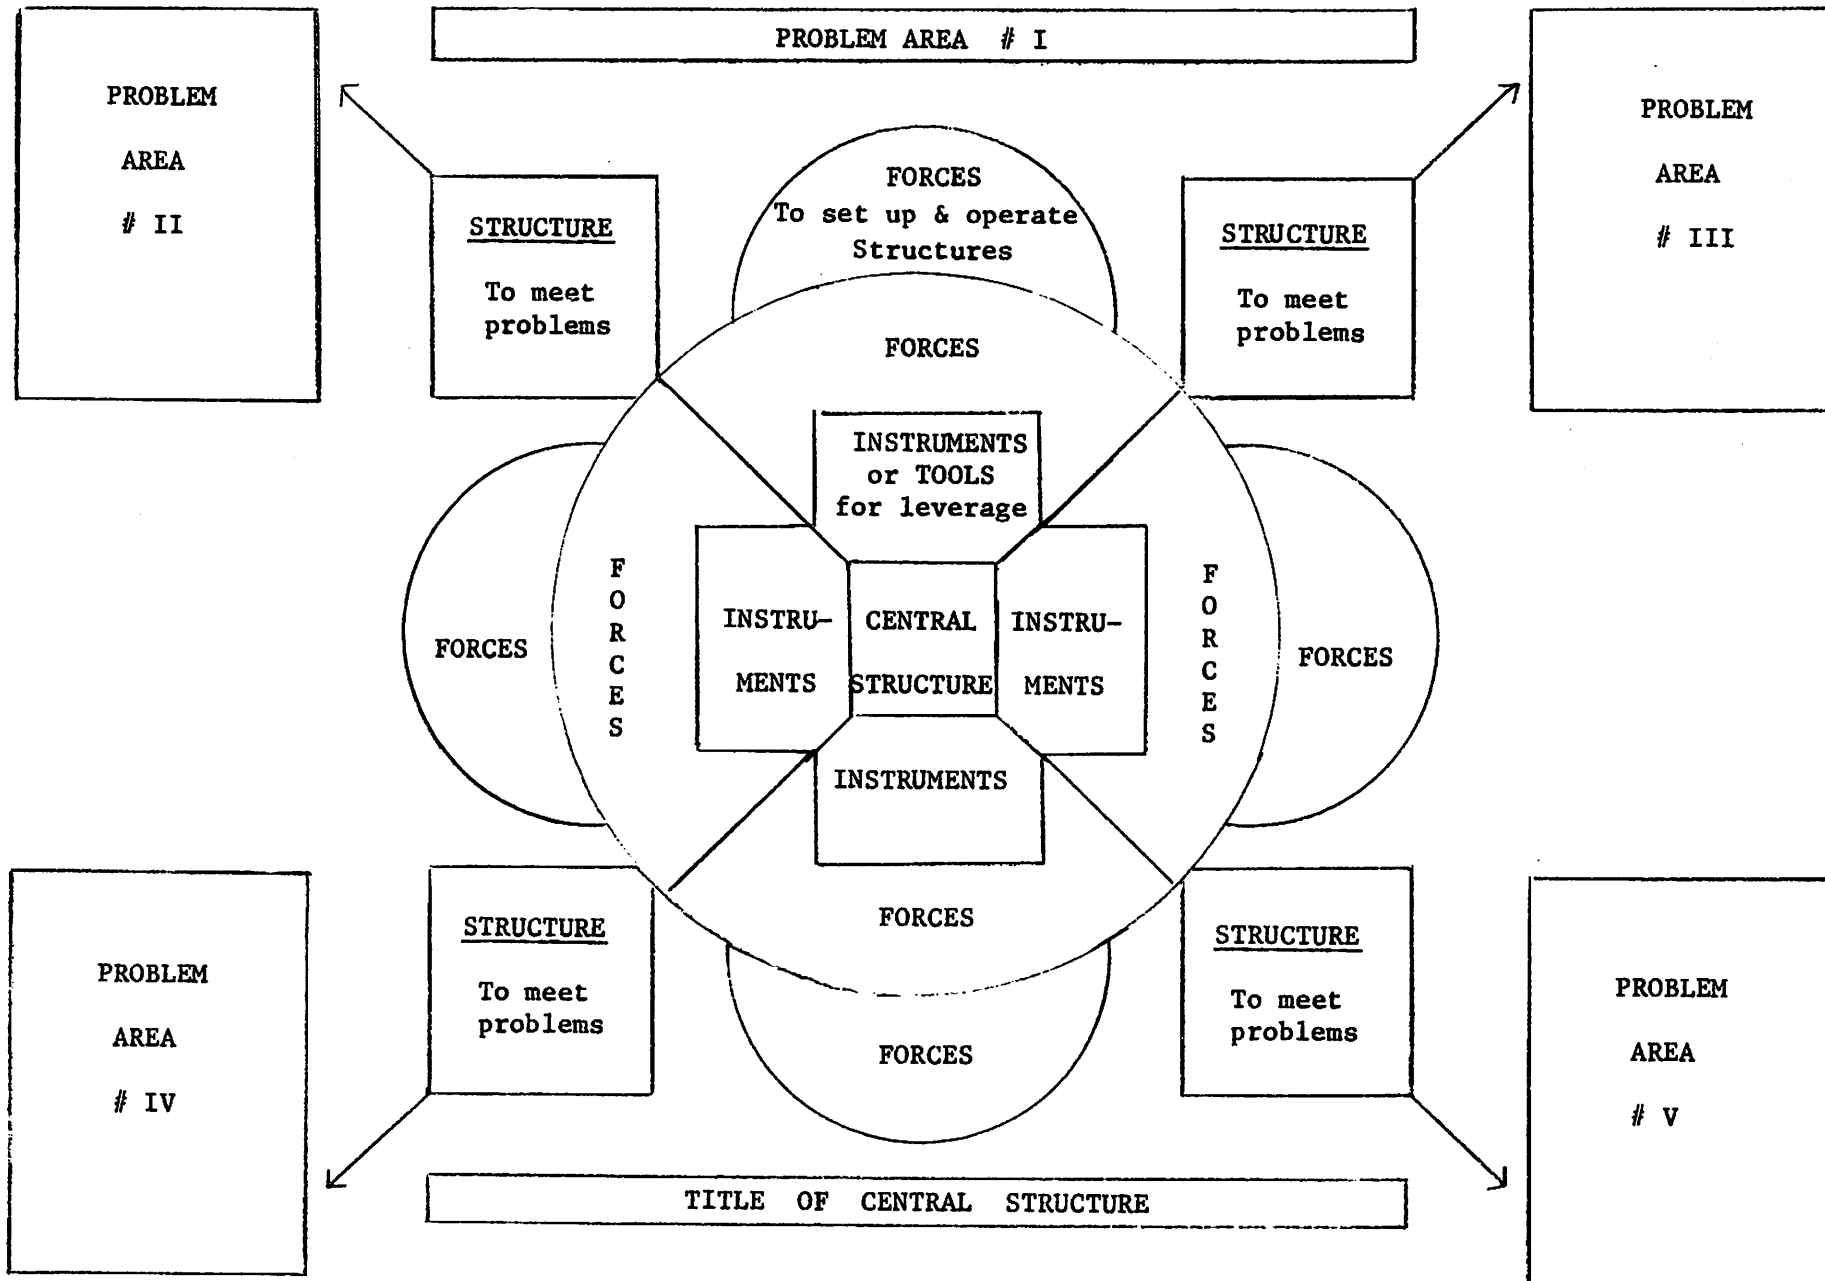 PROBLEM AREA # I
PROBLEM
AREA
# II
PROBLEM
AREA
# III
STRUCTURE
To meet
problems
FORCES
To set up & operate
Structures
STRUCTURE
To meet
problems
FORCES
INSTRUMENTS
or TOOLS
for leverage
FORCES
FORCES
INSTRU-
MENTS
CENTRAL
STRUCTURE
INSTRU-
MENTS
FORCES
FORCES
INSTRUMENTS
FORCES
STRUCTURE
To meet
problems
FORCES
STRUCTURE
To meet
problems
PROBLEM
AREA
# IV
PROBLEM
AREA
# V
TITLE OF CENTRAL STRUCTURE